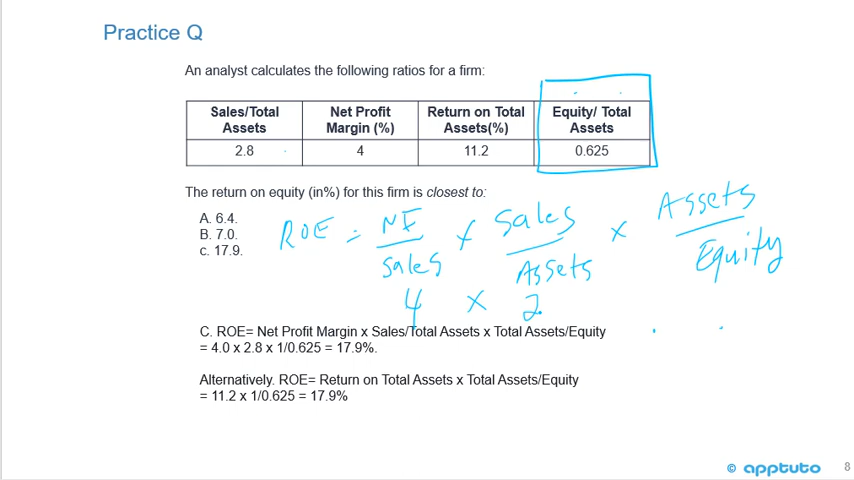 Practice Q
An analyst calculates the following ratios for a firm:
Sales/Total Assets Net Profit Margin (%) Return on Total Assets(%) Equity/ Total Assets
2.8 4 11.2 0.625
The return on equity (in%) for this firm is closest to:
A. 6.4.
B. 7.0.
c. 17.9.
ROE = NI/Sales x Sales/Assets x Assets/Equity
4 x 2
C. ROE= Net Profit Margin x Sales/Total Assets x Total Assets/Equity
= 4.0 x 2.8 x 1/0.625 = 17.9%.
Alternatively. ROE= Return on Total Assets x Total Assets/Equity
= 11.2 x 1/0.625 = 17.9%
© apptuto 8